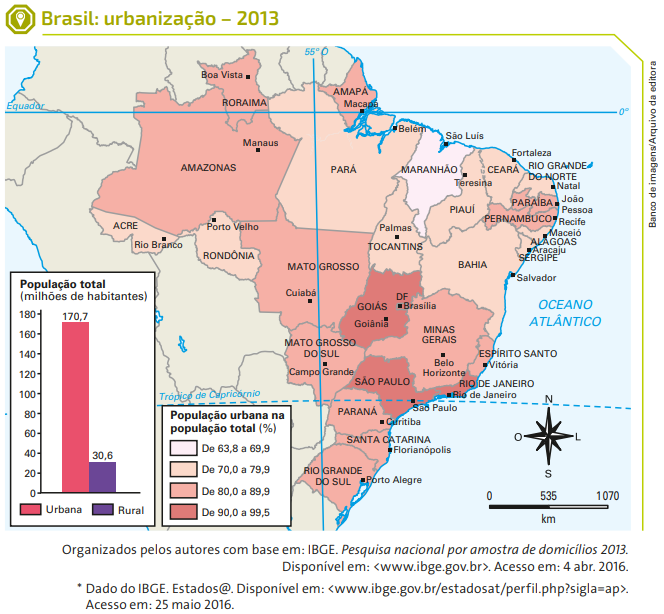 Brasil: urbanização – 2013
55° O
Boa Vista
RORAIMA
AMAPÁ
Macapá
Equador
0°
Belém
São Luís
Manaus
Fortaleza
AMAZONAS
PARÁ
MARANHÃO
CEARÁ
RIO GRANDE
DO NORTE
Teresina
Natal
PARAÍBA
João
Pessoa
PIAUÍ
PERNAMBUCO
Recife
ACRE
Porto Velho
Palmas
Maceió
ALAGOAS
Rio Branco
TOCANTINS
Aracaju
SERGIPE
RONDÔNIA
MATO GROSSO
BAHIA
Salvador
Cuiabá
GOIÁS
DF
Brasília
Goiânia
OCEANO
ATLÂNTICO
MINAS
GERAIS
MATO GROSSO
DO SUL
Belo
Horizonte
ESPÍRITO SANTO
Vitória
Campo Grande
SÃO PAULO
RIO DE JANEIRO
Rio de Janeiro
Trópico de Capricórnio
São Paulo
PARANÁ
Curitiba
SANTA CATARINA
Florianópolis
RIO GRANDE
DO SUL
Porto Alegre
População total
(milhões de habitantes)
180
170,7
160
140
120
100
80
60
40
30,6
20
0
Urbana
Rural
População urbana na
população total (%)
De 63,8 a 69,9
De 70,0 a 79,9
De 80,0 a 89,9
De 90,0 a 99,5
N
O
L
S
0
535
1070
km
Banco de imagens/Arquivo da editora
Organizados pelos autores com base em: IBGE. Pesquisa nacional por amostra de domicílios 2013.
Disponível em: <www.ibge.gov.br>. Acesso em: 4 abr. 2016.
* Dado do IBGE. Estados@. Disponível em: <www.ibge.gov.br/estadosat/perfil.php?sigla=ap>.
Acesso em: 25 maio 2016.